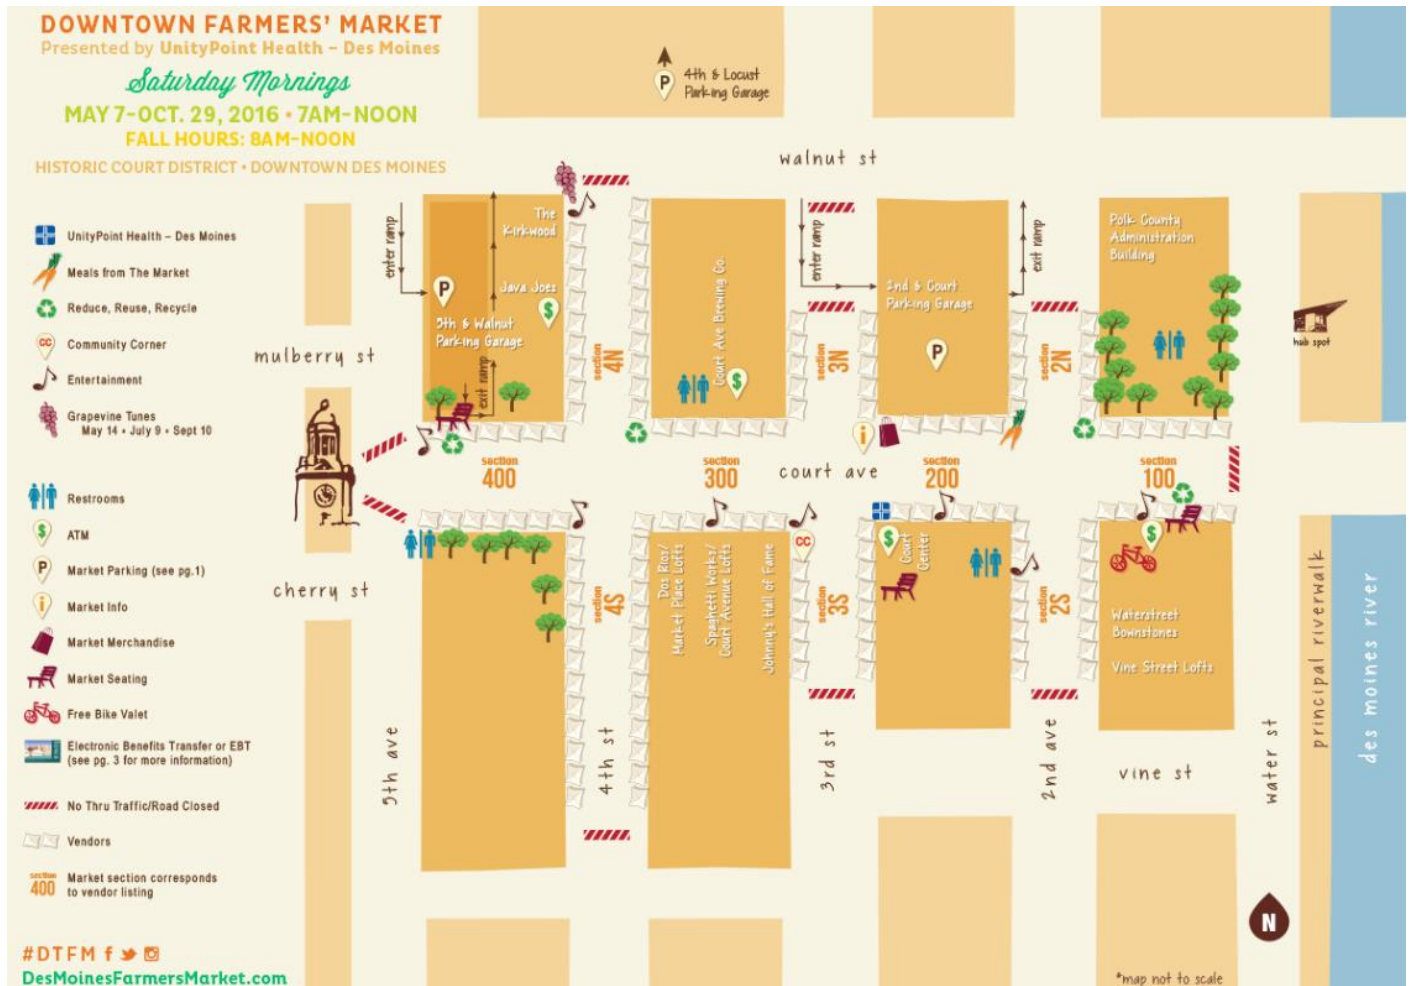 DOWNTOWN FARMERS' MARKET
Presented by UnityPoint Health – Des Moines
Saturday Mornings
MAY 7-OCT. 29, 2016 • 7AM-NOON
FALL HOURS: 8AM-NOON
HISTORIC COURT DISTRICT • DOWNTOWN DES MOINES
UnityPoint Health – Des Moines
Meals from The Market
Reduce, Reuse, Recycle
CC
Community Corner
Entertainment
Grapevine Tunes
May 14 • July 9 • Sept 10
Restrooms
$
ATM
P
Market Parking (see pg.1)
i
Market Info
Market Merchandise
Market Seating
Free Bike Valet
Electronic Benefits Transfer or EBT
(see pg. 3 for more information)
No Thru Traffic/Road Closed
Vendors
section
400
Market section corresponds
to vendor listing
#DTFM f
DesMoinesFarmersMarket.com
P
4th & Locust
Parking Garage
walnut st
enter ramp
The
Kirkwood
Java Joes
$
P
5th & Walnut
Parking Garage
exit ramp
section
4N
Court Ave Brewing Co.
$
enter ramp
section
3N
2nd & Court
Parking Garage
P
exit ramp
section
2N
Polk County
Administration
Building
hub spot
mulberry st
section
400
section
300
court ave
i
section
200
section
100
cherry st
section
4S
Dos Rios/
Market Place Lofts
Spaghetti Works/
Court Avenue Lofts
Johnny's Hall of Fame
CC
section
3S
$
Court
Center
section
2S
$
Waterstreet
Bownstones
Vine Street Lofts
5th ave
4th st
3rd st
2nd ave
vine st
water st
principal riverwalk
des moines river
N
*map not to scale